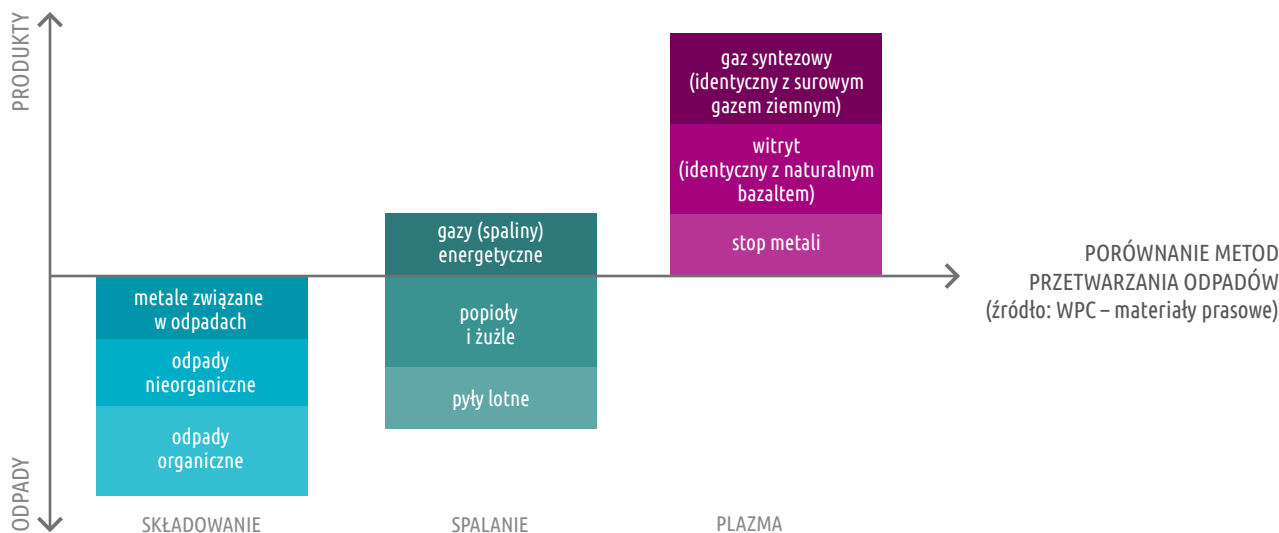 PRODUKTY
ODPADY
gaz syntezowy
(identyczny z surowym
gazem ziemnym)
witryt
(identyczny z naturalnym
bazaltem)
stop metali
gazy (spaliny)
energetyczne
popioły
i żużle
pyły lotne
metale związane
w odpadach
odpady
nieorganiczne
odpady
organiczne
SKŁADOWANIE
SPALANIE
PLAZMA
PORÓWNANIE METOD
PRZETWARZANIA ODPADÓW
(źródło: WPC – materiały prasowe)